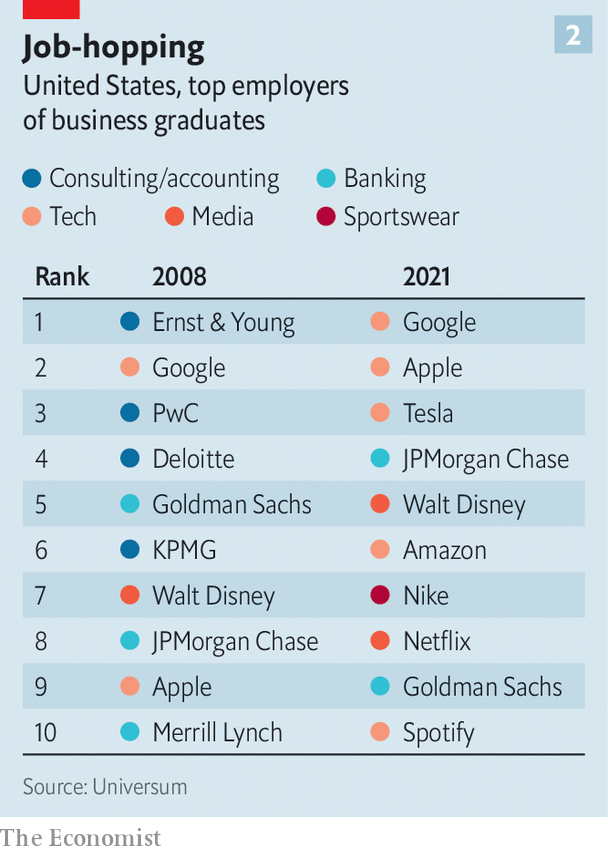 2
Job-hopping
United States, top employers
of business graduates
Consulting/accounting Banking
Tech Media Sportswear
Rank 2008 2021
1 Ernst & Young Google
2 Google Apple
3 PwC Tesla
4 Deloitte JPMorgan Chase
5 Goldman Sachs Walt Disney
6 KPMG Amazon
7 Walt Disney Nike
8 JPMorgan Chase Netflix
9 Apple Goldman Sachs
10 Merrill Lynch Spotify
Source: Universum
The Economist